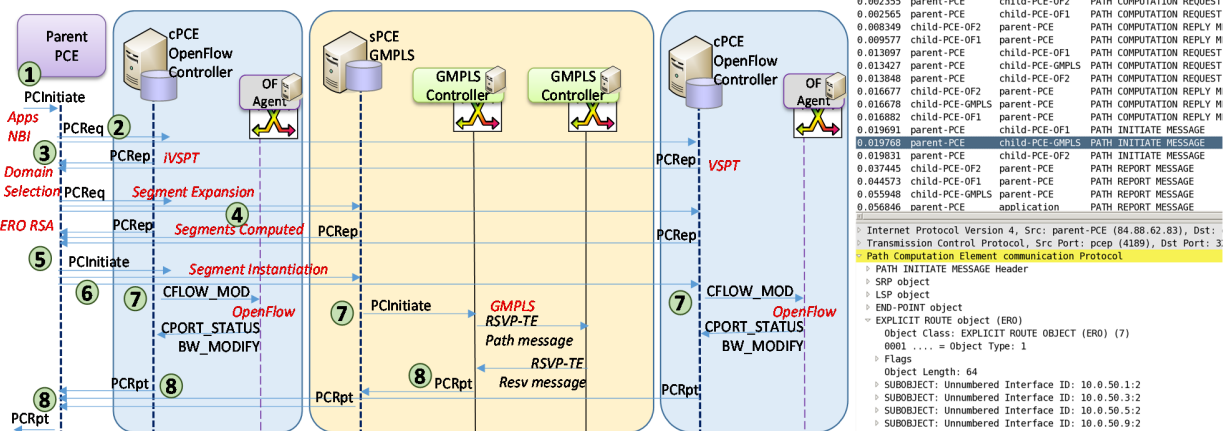 Parent
PCE
1
PCInitiate
Apps
NBI
PCReq
2
3
PCRep
iVSPT
PCRep
VSPT
Domain
Selection
PCReq
Segment Expansion
4
ERO RSA
PCRep
Segments Computed
PCRep
PCRep
5
PCInitiate
Segment Instantiation
6
7
CFLOW_MOD
OpenFlow
CPORT_STATUS
BW_MODIFY
7
PCInitiate
GMPLS
RSVP-TE
Path message
RSVP-TE
Resv message
7
CFLOW_MOD
OpenFlow
CPORT_STATUS
BW_MODIFY
PCRpt
8
8
PCRpt
PCRpt
PCRpt
8
PCRpt
cPCE
OpenFlow
Controller
OF
Agent
sPCE
GMPLS
GMPLS
Controller
GMPLS
Controller
cPCE
OpenFlow
Controller
OF
Agent
0.002355 parent-PCE child-PCE-OF2 PATH COMPUTATION REQUEST
0.002565 parent-PCE child-PCE-OF1 PATH COMPUTATION REQUEST
0.008349 child-PCE-OF2 parent-PCE PATH COMPUTATION REPLY M
0.009577 child-PCE-OF1 parent-PCE PATH COMPUTATION REPLY M
0.013097 parent-PCE child-PCE-OF1 PATH COMPUTATION REQUEST
0.013427 parent-PCE child-PCE-GMPLS PATH COMPUTATION REQUEST
0.013848 parent-PCE child-PCE-OF2 PATH COMPUTATION REQUEST
0.016677 child-PCE-OF2 parent-PCE PATH COMPUTATION REPLY M
0.016678 child-PCE-GMPLS parent-PCE PATH COMPUTATION REPLY M
0.016882 child-PCE-OF1 parent-PCE PATH COMPUTATION REPLY M
0.019691 parent-PCE child-PCE-OF1 PATH INITIATE MESSAGE
0.019768 parent-PCE child-PCE-GMPLS PATH INITIATE MESSAGE
0.019831 parent-PCE child-PCE-OF2 PATH INITIATE MESSAGE
0.037445 child-PCE-OF2 parent-PCE PATH REPORT MESSAGE
0.044573 child-PCE-OF1 parent-PCE PATH REPORT MESSAGE
0.055948 child-PCE-GMPLS parent-PCE PATH REPORT MESSAGE
0.056846 parent-PCE application PATH REPORT MESSAGE
Internet Protocol Version 4, Src: parent-PCE (84.88.62.83), Dst:
Transmission Control Protocol, Src Port: pcep (4189), Dst Port: 3
Path Computation Element communication Protocol
PATH INITIATE MESSAGE Header
SRP object
LSP object
END-POINT object
EXPLICIT ROUTE object (ERO)
Object Class: EXPLICIT ROUTE OBJECT (ERO) (7)
0001 .... = Object Type: 1
Flags
Object Length: 64
SUBOBJECT: Unnumbered Interface ID: 10.0.50.1:2
SUBOBJECT: Unnumbered Interface ID: 10.0.50.3:2
SUBOBJECT: Unnumbered Interface ID: 10.0.50.5:2
SUBOBJECT: Unnumbered Interface ID: 10.0.50.9:2